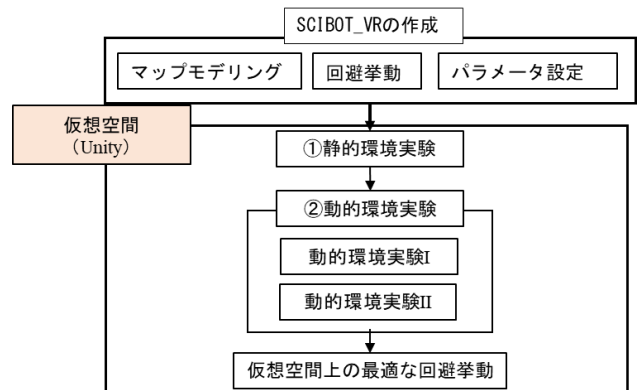 SCIBOT_VRの作成
マップモデリング
回避挙動
パラメータ設定
仮想空間
（Unity）
①静的環境実験
②動的環境実験
動的環境実験I
動的環境実験II
仮想空間上の最適な回避挙動